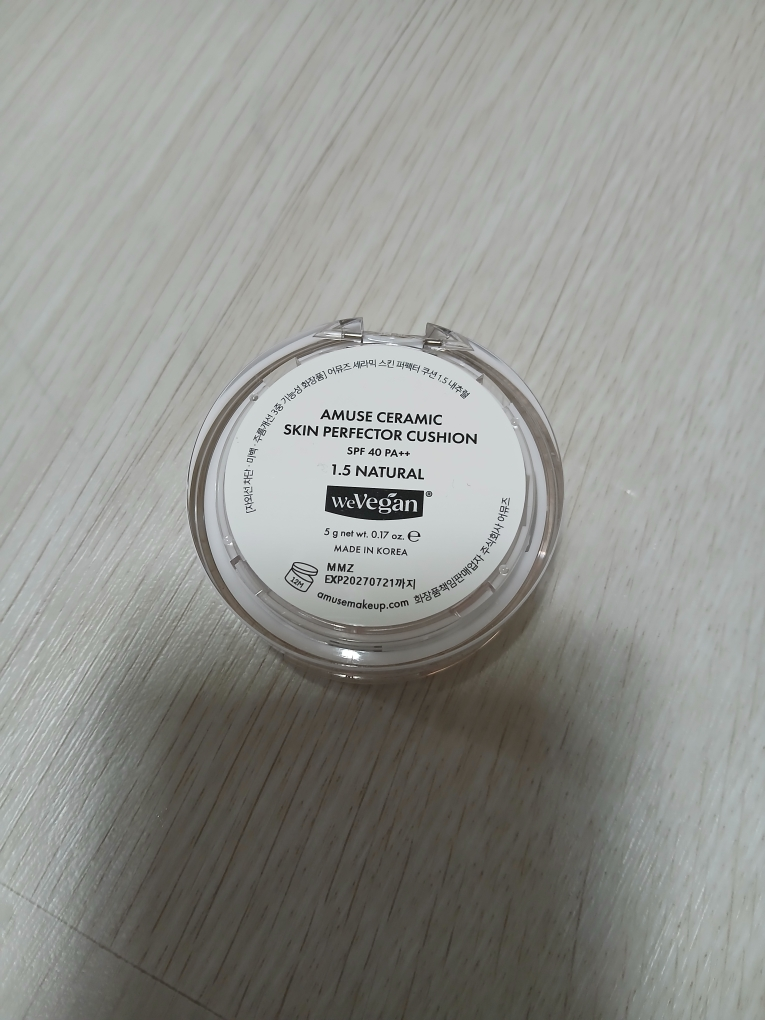 [자외선 차단 · 미백 · 주름개선 3중 기능성 화장품] 어뮤즈 세라믹 스킨 퍼펙터 쿠션 1.5 내추럴
AMUSE CERAMIC
SKIN PERFECTOR CUSHION
SPF 40 PA++
1.5 NATURAL
weVegan®
5 g net wt. 0.17 oz. ℮
MADE IN KOREA
12M
MMZ
EXP20270721까지
amusemakeup.com 화장품책임판매업자 주식회사 어뮤즈